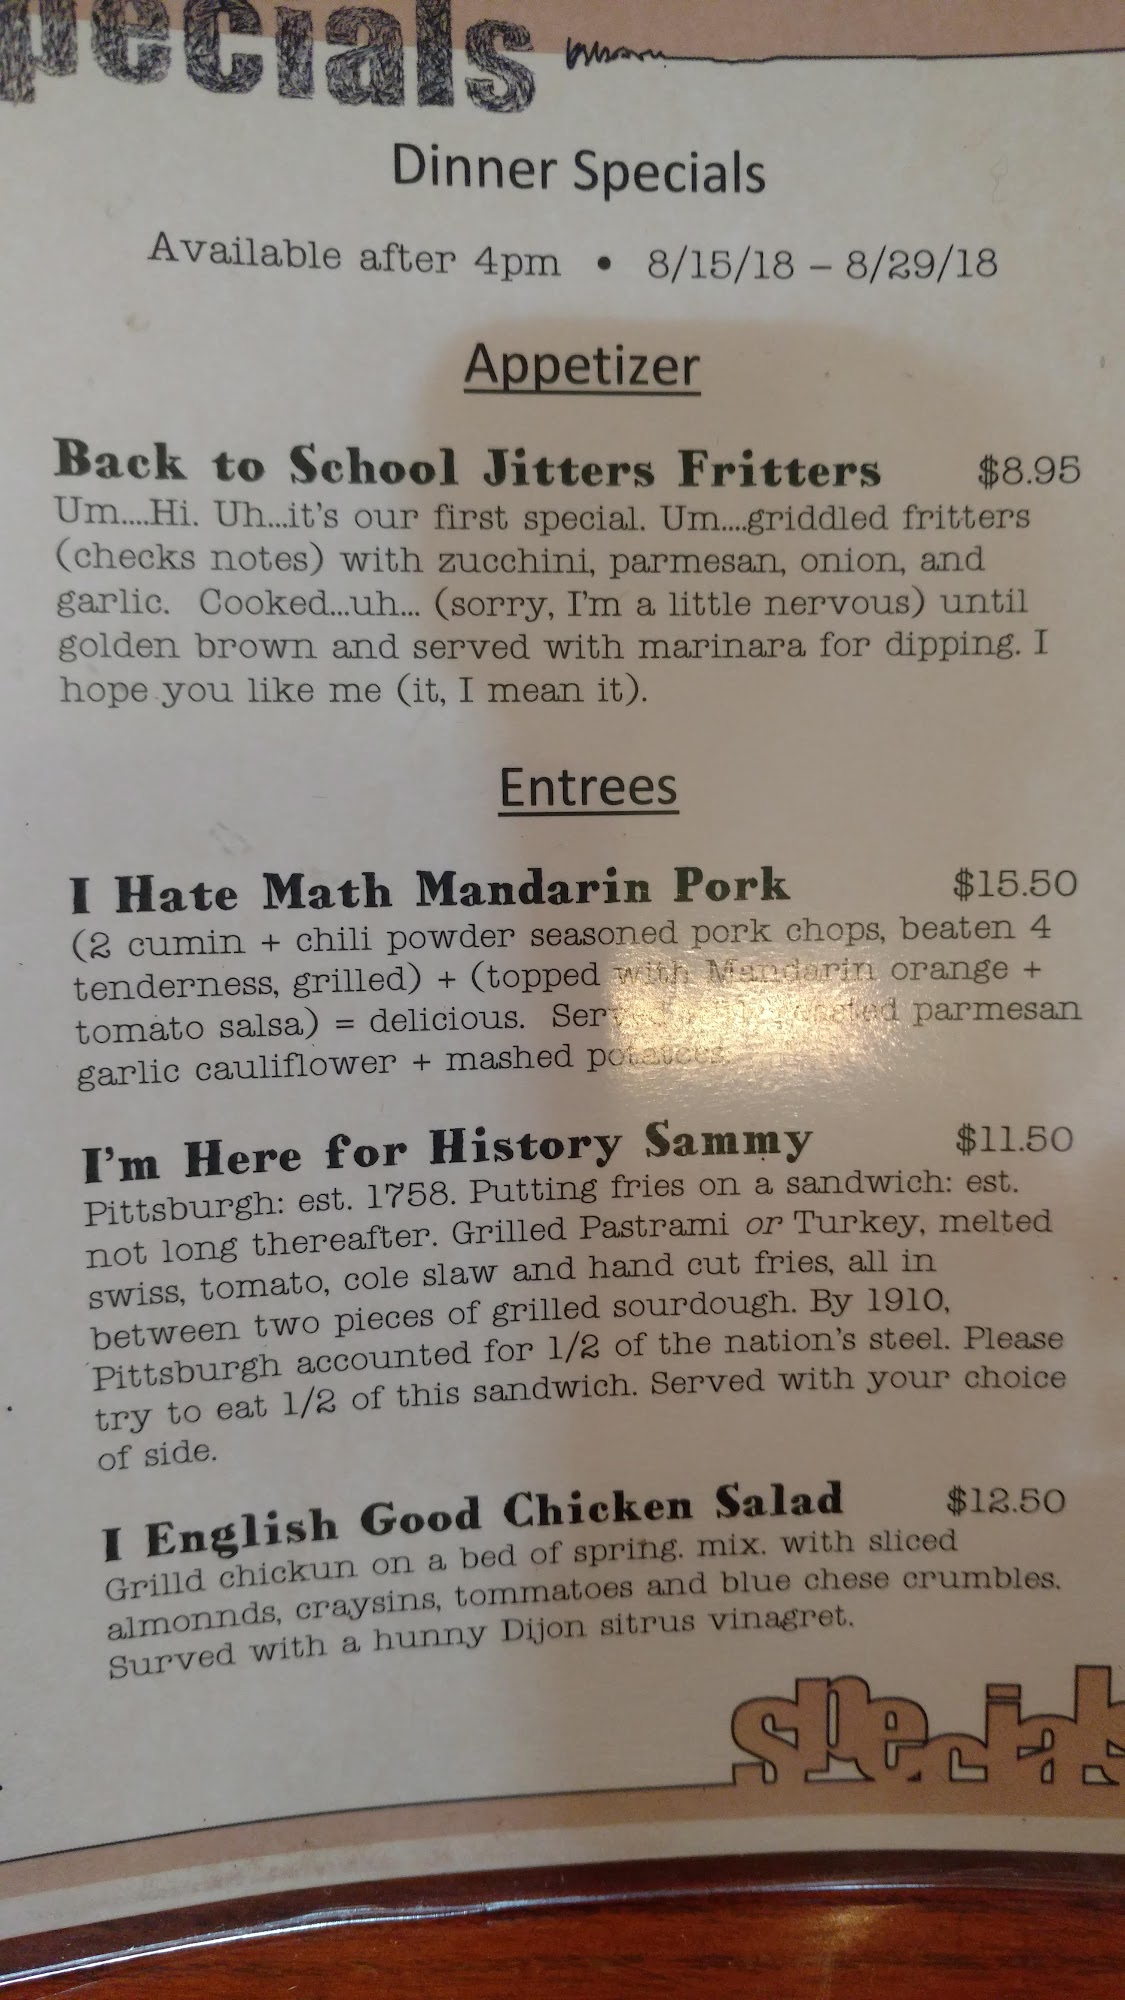 specials
Dinner Specials
Available after 4pm • 8/15/18 – 8/29/18
Appetizer
Back to School Jitters Fritters $8.95
Um....Hi. Uh...it's our first special. Um....griddled fritters
(checks notes) with zucchini, parmesan, onion, and
garlic. Cooked...uh... (sorry, I'm a little nervous) until
golden brown and served with marinara for dipping. I
hope you like me (it, I mean it).
Entrees
I Hate Math Mandarin Pork $15.50
(2 cumin + chili powder seasoned pork chops, beaten 4
tenderness, grilled) + (topped with Mandarin orange +
tomato salsa) = delicious. Served parmesan
garlic cauliflower + mashed potatoes.
I'm Here for History Sammy $11.50
Pittsburgh: est. 1758. Putting fries on a sandwich: est.
not long thereafter. Grilled Pastrami or Turkey, melted
swiss, tomato, cole slaw and hand cut fries, all in
between two pieces of grilled sourdough. By 1910,
Pittsburgh accounted for 1/2 of the nation's steel. Please
try to eat 1/2 of this sandwich. Served with your choice
of side.
I English Good Chicken Salad $12.50
Grilld chickun on a bed of spring. mix. with sliced
almonnds, craysins, tommatoes and blue chese crumbles.
Surved with a hunny Dijon sitrus vinagret.
specials